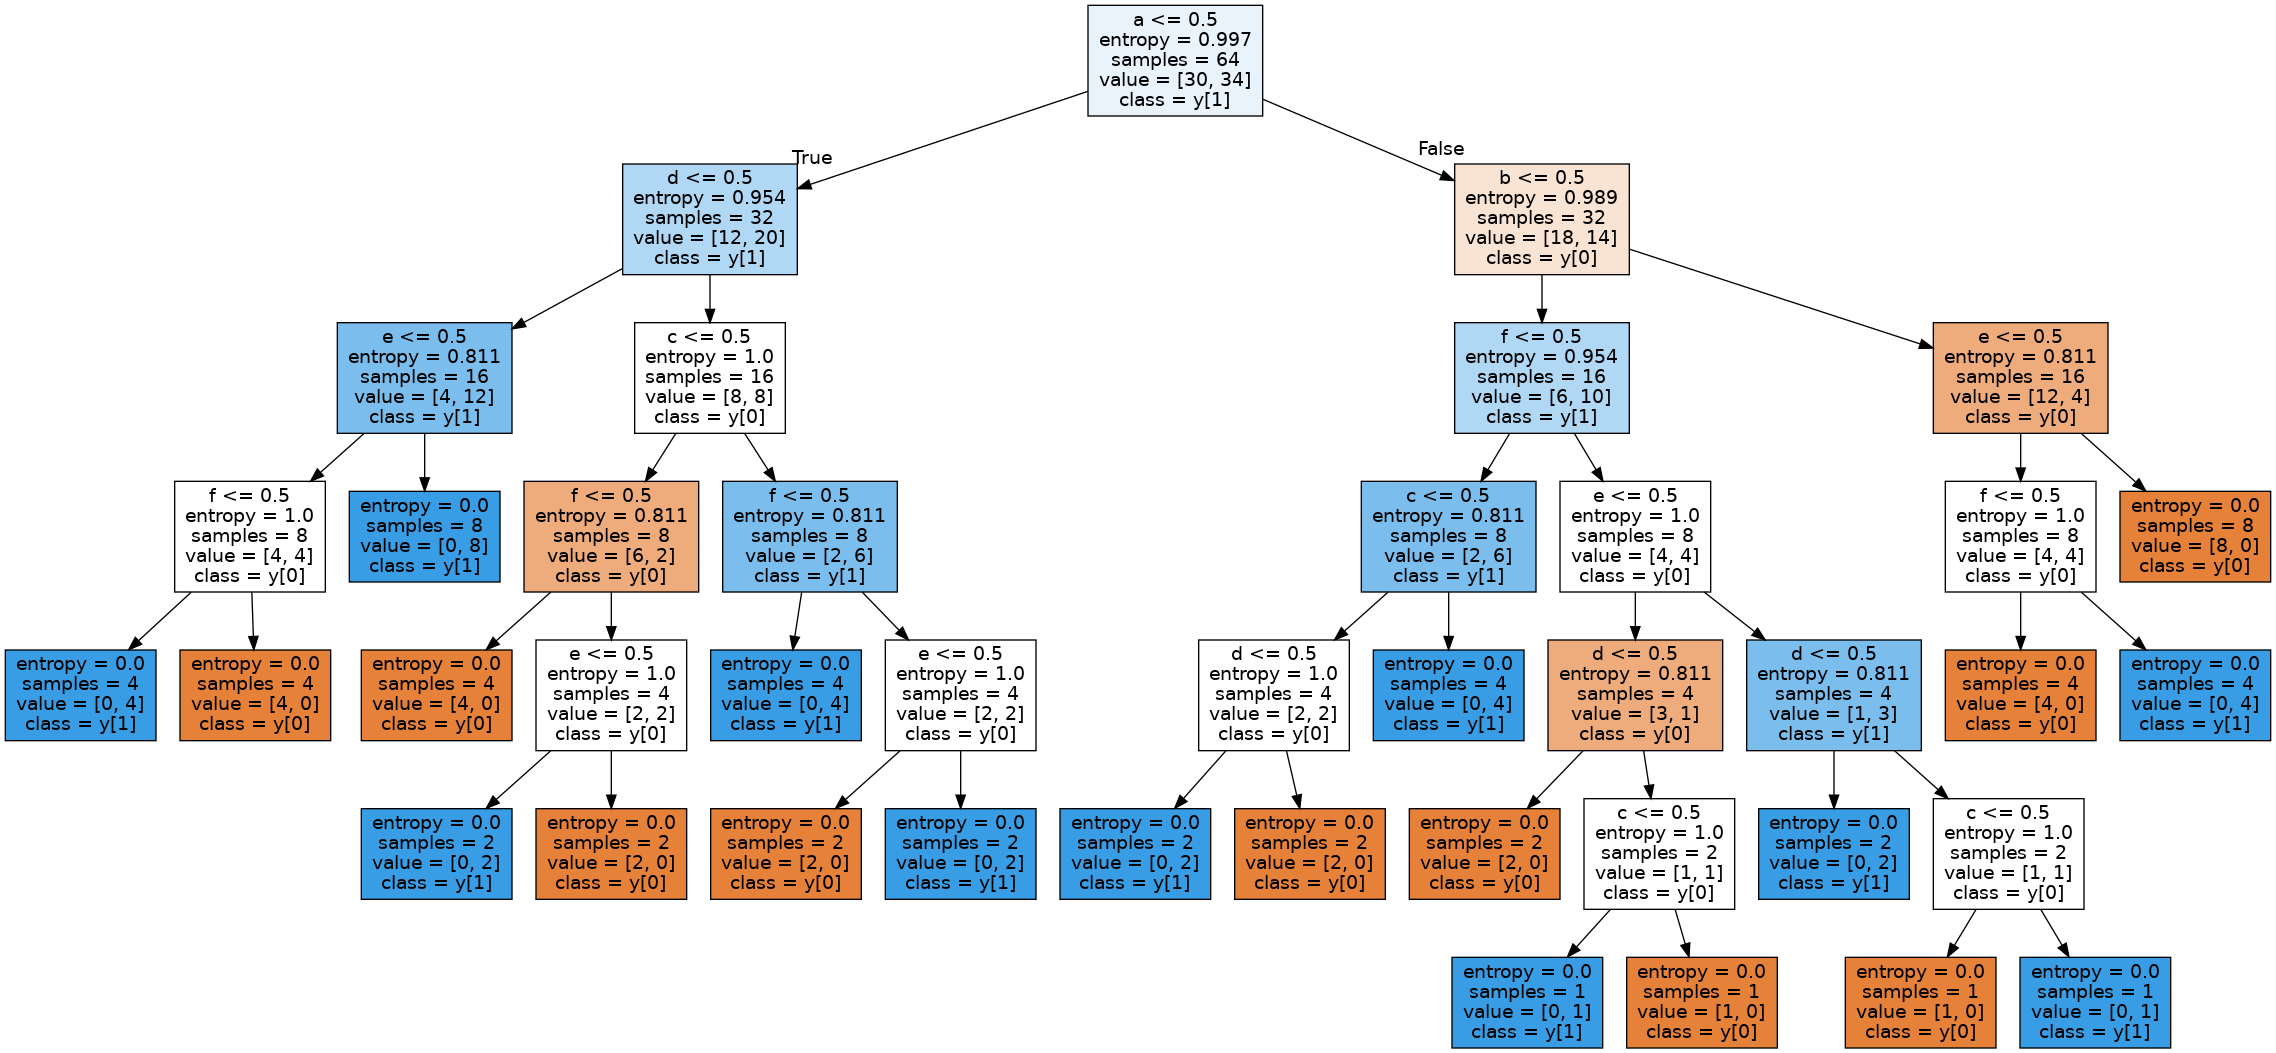 a <= 0.5
entropy = 0.997
samples = 64
value = [30, 34]
class = y[1]
True
False
d <= 0.5
entropy = 0.954
samples = 32
value = [12, 20]
class = y[1]
b <= 0.5
entropy = 0.989
samples = 32
value = [18, 14]
class = y[0]
e <= 0.5
entropy = 0.811
samples = 16
value = [4, 12]
class = y[1]
c <= 0.5
entropy = 1.0
samples = 16
value = [8, 8]
class = y[0]
f <= 0.5
entropy = 0.954
samples = 16
value = [6, 10]
class = y[1]
e <= 0.5
entropy = 0.811
samples = 16
value = [12, 4]
class = y[0]
f <= 0.5
entropy = 1.0
samples = 8
value = [4, 4]
class = y[0]
entropy = 0.0
samples = 8
value = [0, 8]
class = y[1]
f <= 0.5
entropy = 0.811
samples = 8
value = [6, 2]
class = y[0]
f <= 0.5
entropy = 0.811
samples = 8
value = [2, 6]
class = y[1]
c <= 0.5
entropy = 0.811
samples = 8
value = [2, 6]
class = y[1]
e <= 0.5
entropy = 1.0
samples = 8
value = [4, 4]
class = y[0]
f <= 0.5
entropy = 1.0
samples = 8
value = [4, 4]
class = y[0]
entropy = 0.0
samples = 8
value = [8, 0]
class = y[0]
entropy = 0.0
samples = 4
value = [0, 4]
class = y[1]
entropy = 0.0
samples = 4
value = [4, 0]
class = y[0]
entropy = 0.0
samples = 4
value = [4, 0]
class = y[0]
e <= 0.5
entropy = 1.0
samples = 4
value = [2, 2]
class = y[0]
entropy = 0.0
samples = 4
value = [0, 4]
class = y[1]
e <= 0.5
entropy = 1.0
samples = 4
value = [2, 2]
class = y[0]
d <= 0.5
entropy = 1.0
samples = 4
value = [2, 2]
class = y[0]
entropy = 0.0
samples = 4
value = [0, 4]
class = y[1]
d <= 0.5
entropy = 0.811
samples = 4
value = [3, 1]
class = y[0]
d <= 0.5
entropy = 0.811
samples = 4
value = [1, 3]
class = y[1]
entropy = 0.0
samples = 4
value = [4, 0]
class = y[0]
entropy = 0.0
samples = 4
value = [0, 4]
class = y[1]
entropy = 0.0
samples = 2
value = [0, 2]
class = y[1]
entropy = 0.0
samples = 2
value = [2, 0]
class = y[0]
entropy = 0.0
samples = 2
value = [2, 0]
class = y[0]
entropy = 0.0
samples = 2
value = [0, 2]
class = y[1]
entropy = 0.0
samples = 2
value = [0, 2]
class = y[1]
entropy = 0.0
samples = 2
value = [2, 0]
class = y[0]
entropy = 0.0
samples = 2
value = [2, 0]
class = y[0]
c <= 0.5
entropy = 1.0
samples = 2
value = [1, 1]
class = y[0]
entropy = 0.0
samples = 2
value = [0, 2]
class = y[1]
c <= 0.5
entropy = 1.0
samples = 2
value = [1, 1]
class = y[0]
entropy = 0.0
samples = 1
value = [0, 1]
class = y[1]
entropy = 0.0
samples = 1
value = [1, 0]
class = y[0]
entropy = 0.0
samples = 1
value = [1, 0]
class = y[0]
entropy = 0.0
samples = 1
value = [0, 1]
class = y[1]